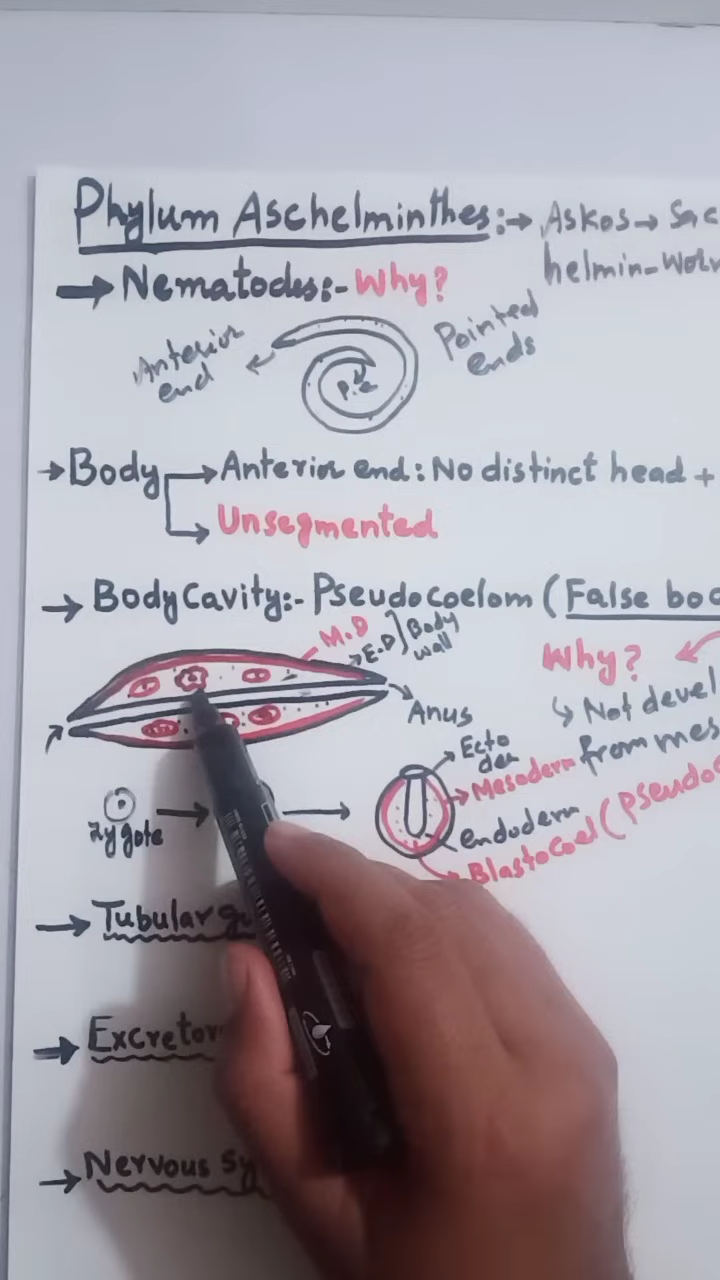 Phylum Aschelminthes:→ Askos→ Sac
helmin-Worm
→ Nematodes:- Why?
Anterior end
Pointed ends
P.e
→ Body → Anterior end: No distinct head +
→ Unsegmented
→ Body Cavity:- Pseudocoelom (False bo
M.D
E.D Body wall
Anus
Why?
↳ Not devel
from mes
Ecto der
Mesoderm
endoderm
Blastocoel (Pseudo
Zygote
→ Tubular
→ Excretor
→ Nervous Sy